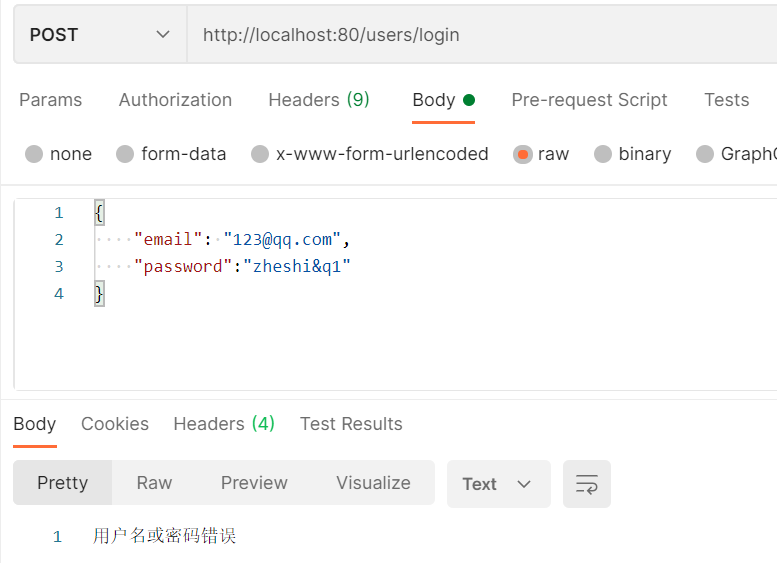 POST http://localhost:80/users/login
Params Authorization Headers (9) Body Pre-request Script Tests
none form-data x-www-form-urlencoded raw binary
1 {
2 "email": "123@qq.com",
3 "password":"zheshi&q1"
4 }
Body Cookies Headers (4) Test Results
Pretty Raw Preview Visualize Text
1 用户名或密码错误